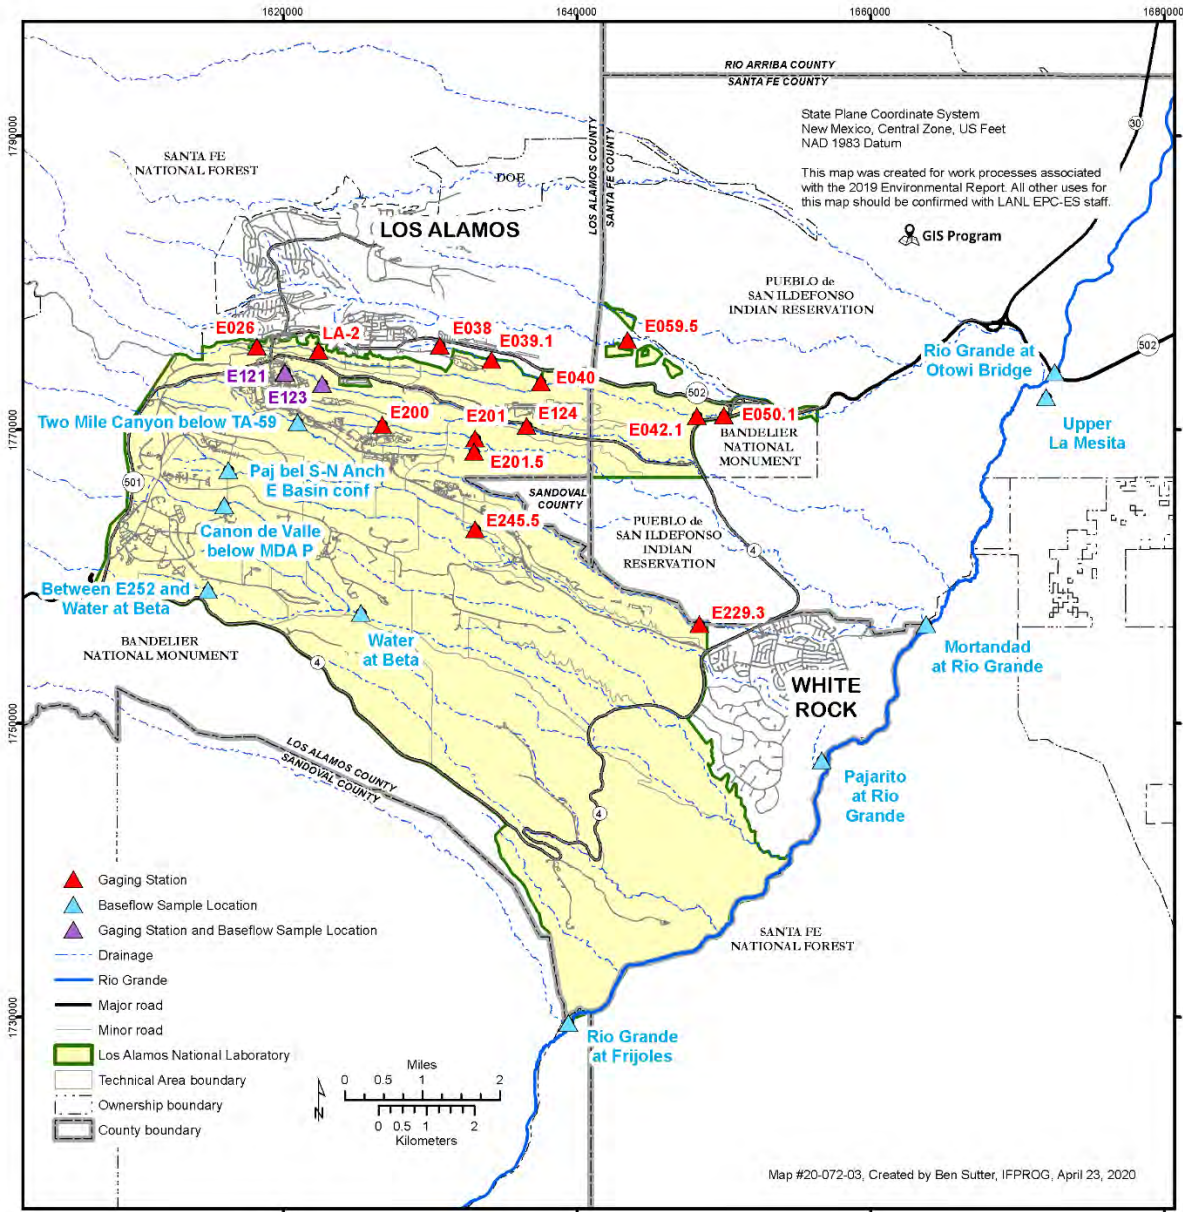 1620000
1640000
1660000
1680000
RIO ARRIBA COUNTY
SANTA FE COUNTY
State Plane Coordinate System
New Mexico, Central Zone, US Feet
NAD 1983 Datum
30
1790000
SANTA FE
NATIONAL FOREST
DOE
LOS ALAMOS COUNTY
SANTA FE COUNTY
This map was created for work processes associated
with the 2019 Environmental Report. All other uses for
this map should be confirmed with LANL EPC-ES staff.
LOS ALAMOS
GIS Program
PUEBLO de
SAN ILDEFONSO
INDIAN RESERVATION
E026
LA-2
E038
E039.1
E059.5
Rio Grande at
Otowi Bridge
502
E121
E123
E040
502
Two Mile Canyon below TA-59
E200
E201
E124
E042.1
E050.1
Upper
La Mesita
1770000
BANDELIER
NATIONAL
MONUMENT
E201.5
501
Paj bel S-N Anch
E Basin conf
SANDOVAL
COUNTY
Canon de Valle
below MDA P
E245.5
PUEBLO de
SAN ILDEFONSO
INDIAN
RESERVATION
4
Between E252 and
Water at Beta
E229.3
BANDELIER
NATIONAL MONUMENT
4
Water
at Beta
Mortandad
at Rio Grande
WHITE
ROCK
1750000
LOS ALAMOS COUNTY
SANDOVAL COUNTY
Pajarito
at Rio
Grande
4
Gaging Station
Baseflow Sample Location
Gaging Station and Baseflow Sample Location
Drainage
Rio Grande
Major road
Minor road
Los Alamos National Laboratory
Technical Area boundary
Ownership boundary
County boundary
SANTA FE
NATIONAL FOREST
1730000
Rio Grande
at Frijoles
Miles
0 0.5 1 2
N
0 0.5 1 2
Kilometers
Map #20-072-03, Created by Ben Sutter, IFPROG, April 23, 2020